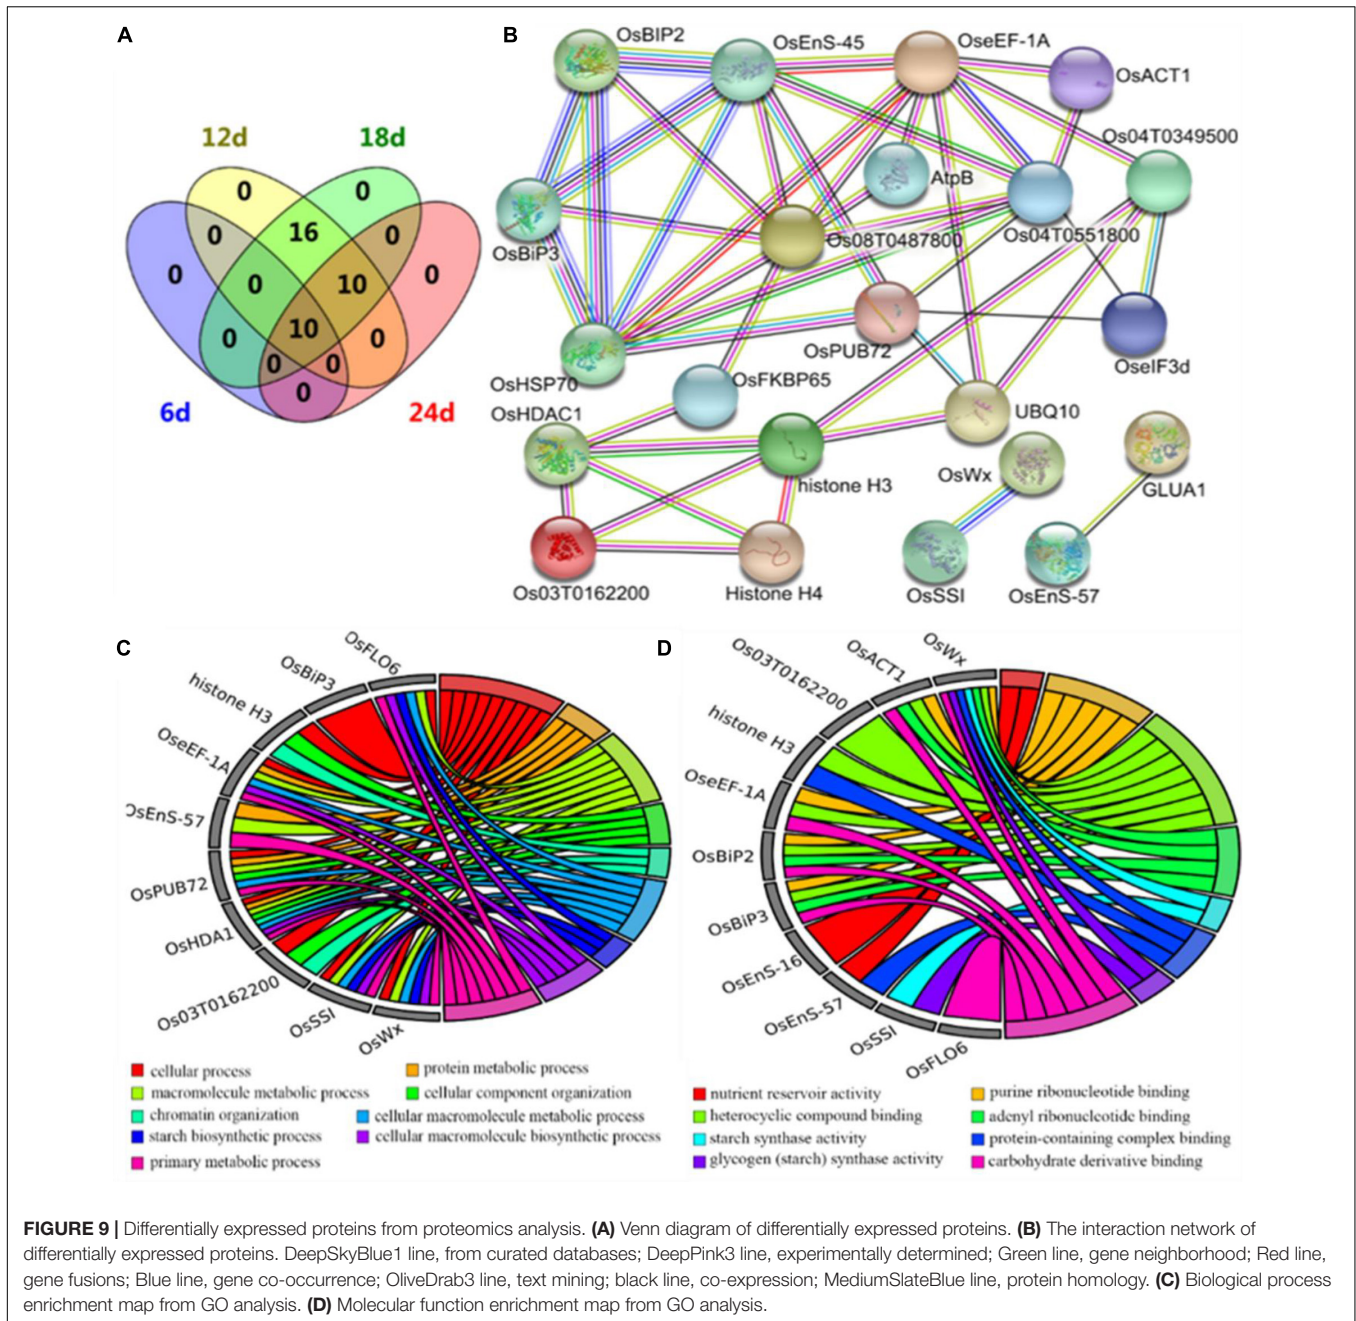 A
12d
18d
0
0
0
16
0
0
0
10
0
0
10
0
0
0
0
6d
24d
B
OsBIP2
OsEnS-45
OseEF-1A
OsACT1
Os04T0349500
AtpB
OsBiP3
Os08T0487800
Os04T0551800
OsPUB72
OseIF3d
OsHSP70
OsFKBP65
OsHDAC1
UBQ10
OsWx
histone H3
GLUA1
Os03T0162200
Histone H4
OsSSI
OsEnS-57
C
OsFLO6
OsBiP3
histone H3
OseEF-1A
OsEnS-57
OsPUB72
OsHDA1
Os03T0162200
OsSSI
OsWx
cellular process
protein metabolic process
macromolecule metabolic process
cellular component organization
chromatin organization
cellular macromolecule metabolic process
starch biosynthetic process
cellular macromolecule biosynthetic process
primary metabolic process
D
OsWx
OsACT1
Os03T0162200
histone H3
OseEF-1A
OsBiP2
OsBiP3
OsEnS-16
OsEnS-57
OsSSI
OsFLO6
nutrient reservoir activity
purine ribonucleotide binding
heterocyclic compound binding
adenyl ribonucleotide binding
starch synthase activity
protein-containing complex binding
glycogen (starch) synthase activity
carbohydrate derivative binding
FIGURE 9 | Differentially expressed proteins from proteomics analysis. (A) Venn diagram of differentially expressed proteins. (B) The interaction network of
differentially expressed proteins. DeepSkyBlue1 line, from curated databases; DeepPink3 line, experimentally determined; Green line, gene neighborhood; Red line,
gene fusions; Blue line, gene co-occurrence; OliveDrab3 line, text mining; black line, co-expression; MediumSlateBlue line, protein homology. (C) Biological process
enrichment map from GO analysis. (D) Molecular function enrichment map from GO analysis.